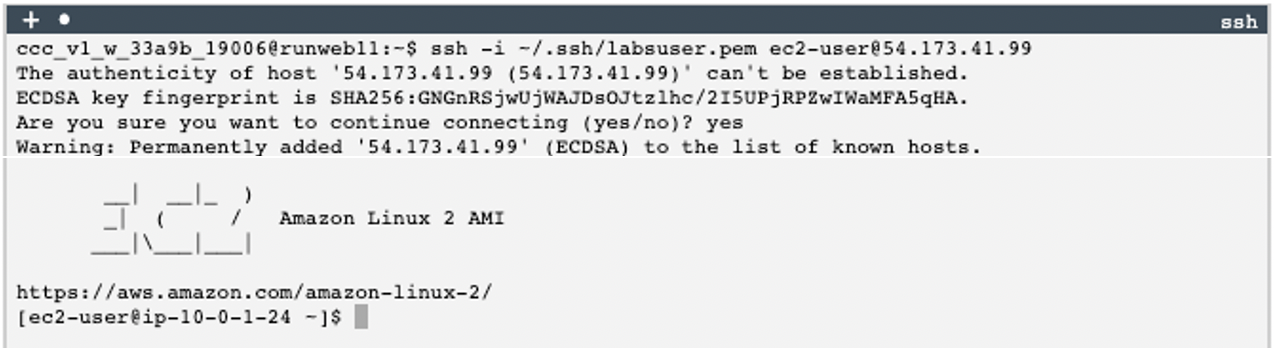 + • ssh
ccc_v1_w_33a9b_19006@runweb11:~$ ssh -i ~/.ssh/labsuser.pem ec2-user@54.173.41.99
The authenticity of host '54.173.41.99 (54.173.41.99)' can't be established.
ECDSA key fingerprint is SHA256:GNGnRSjwUjWAJDsOJtzlhc/2I5UPjRPZwIWaMFA5qHA.
Are you sure you want to continue connecting (yes/no)? yes
Warning: Permanently added '54.173.41.99' (ECDSA) to the list of known hosts.
       __|  __|_  )
       _|  (     /   Amazon Linux 2 AMI
      ___|\___|___|
https://aws.amazon.com/amazon-linux-2/
[ec2-user@ip-10-0-1-24 ~]$